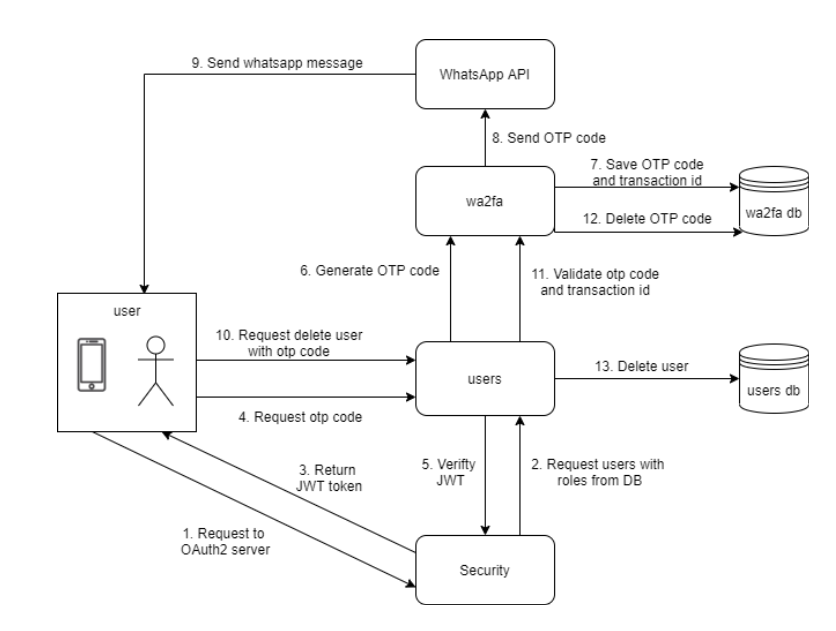 9. Send whatsapp message
WhatsApp API
8. Send OTP code
7. Save OTP code
and transaction id
wa2fa
wa2fa db
12. Delete OTP code
6. Generate OTP code
11. Validate otp code
and transaction id
user
10. Request delete user
with otp code
users
13. Delete user
users db
4. Request otp code
3. Return
JWT token
5. Verifty
JWT
2. Request users with
roles from DB
1. Request to
OAuth2 server
Security